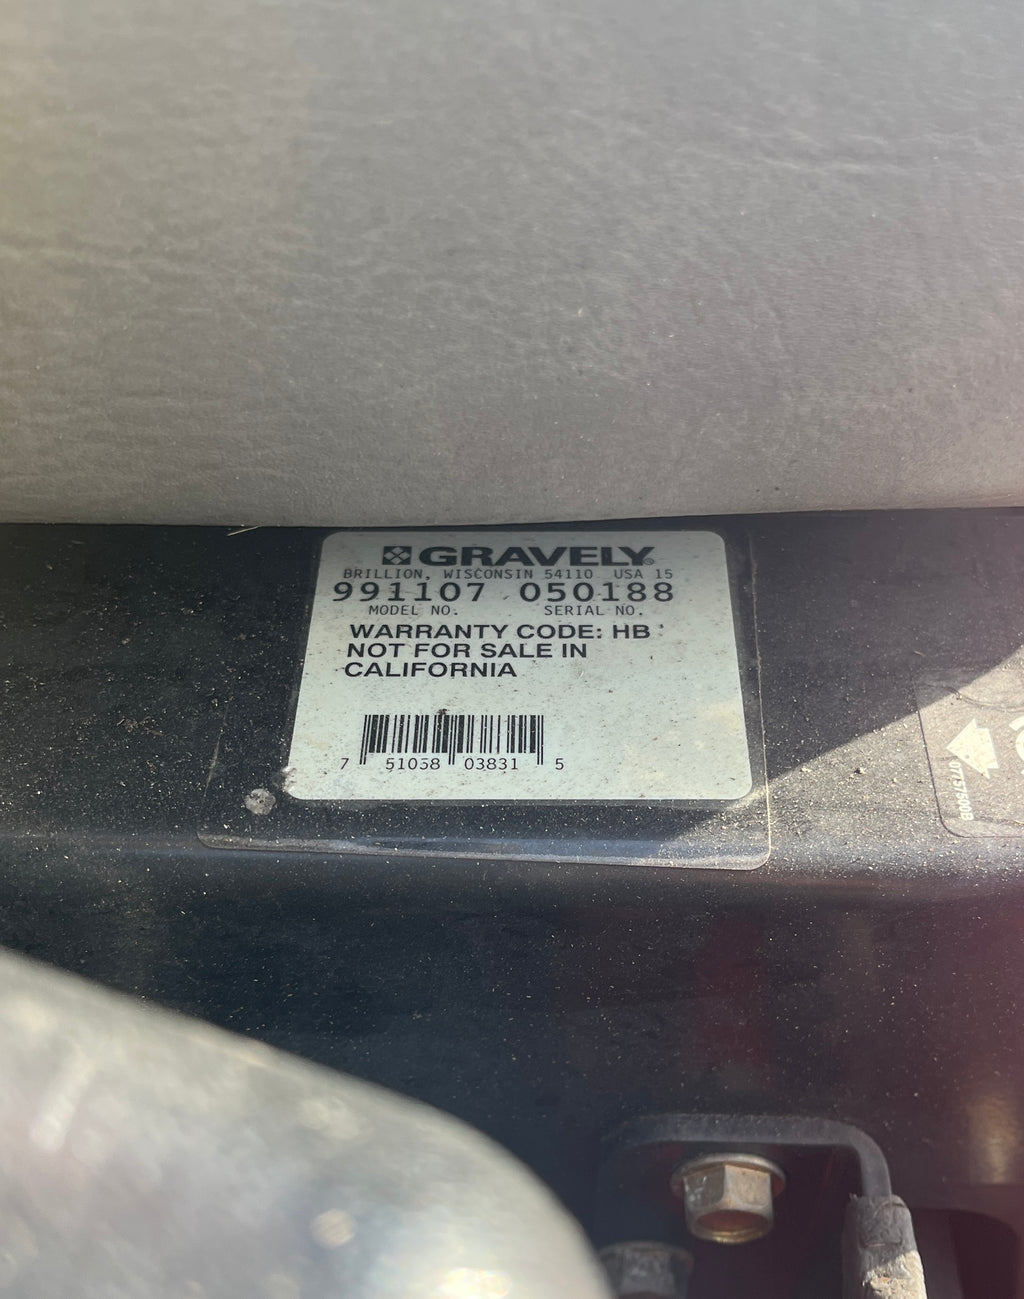 GRAVELY®
BRILLION, WISCONSIN 54110 USA 15
991107 050188
MODEL NO. SERIAL NO.
WARRANTY CODE: HB
NOT FOR SALE IN
CALIFORNIA
7 51058 03831 5